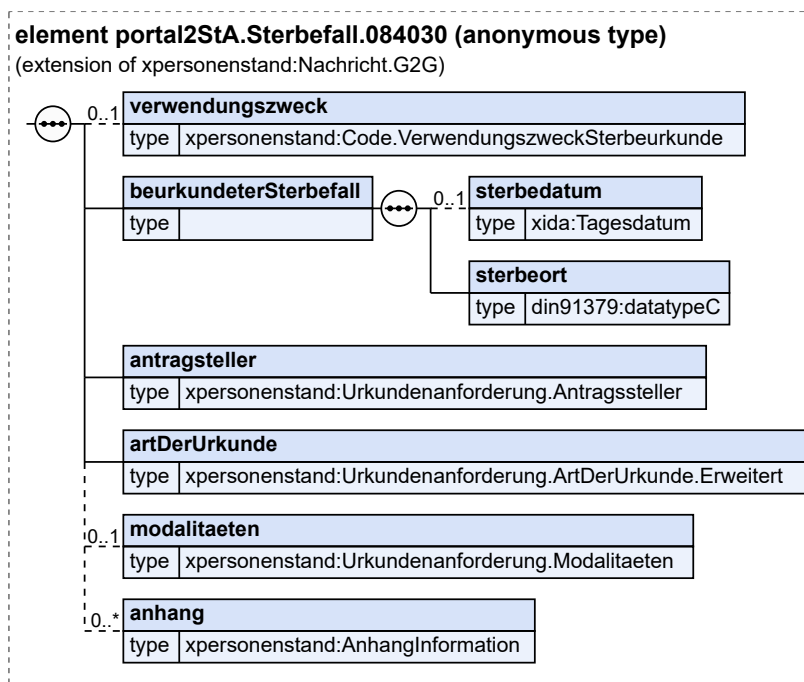 element portal2StA.Sterbefall.084030 (anonymous type)
(extension of xpersonenstand:Nachricht.G2G)
0..1
verwendungszweck
type xpersonenstand:Code.VerwendungszweckSterbeurkunde
beurkundeterSterbefall
type
0..1
sterbedatum
type xida:Tagesdatum
sterbeort
type din91379:datatypeC
antragsteller
type xpersonenstand:Urkundenanforderung.Antragssteller
artDerUrkunde
type xpersonenstand:Urkundenanforderung.ArtDerUrkunde.Erweitert
0..1
modalitaeten
type xpersonenstand:Urkundenanforderung.Modalitaeten
0..*
anhang
type xpersonenstand:AnhangInformation